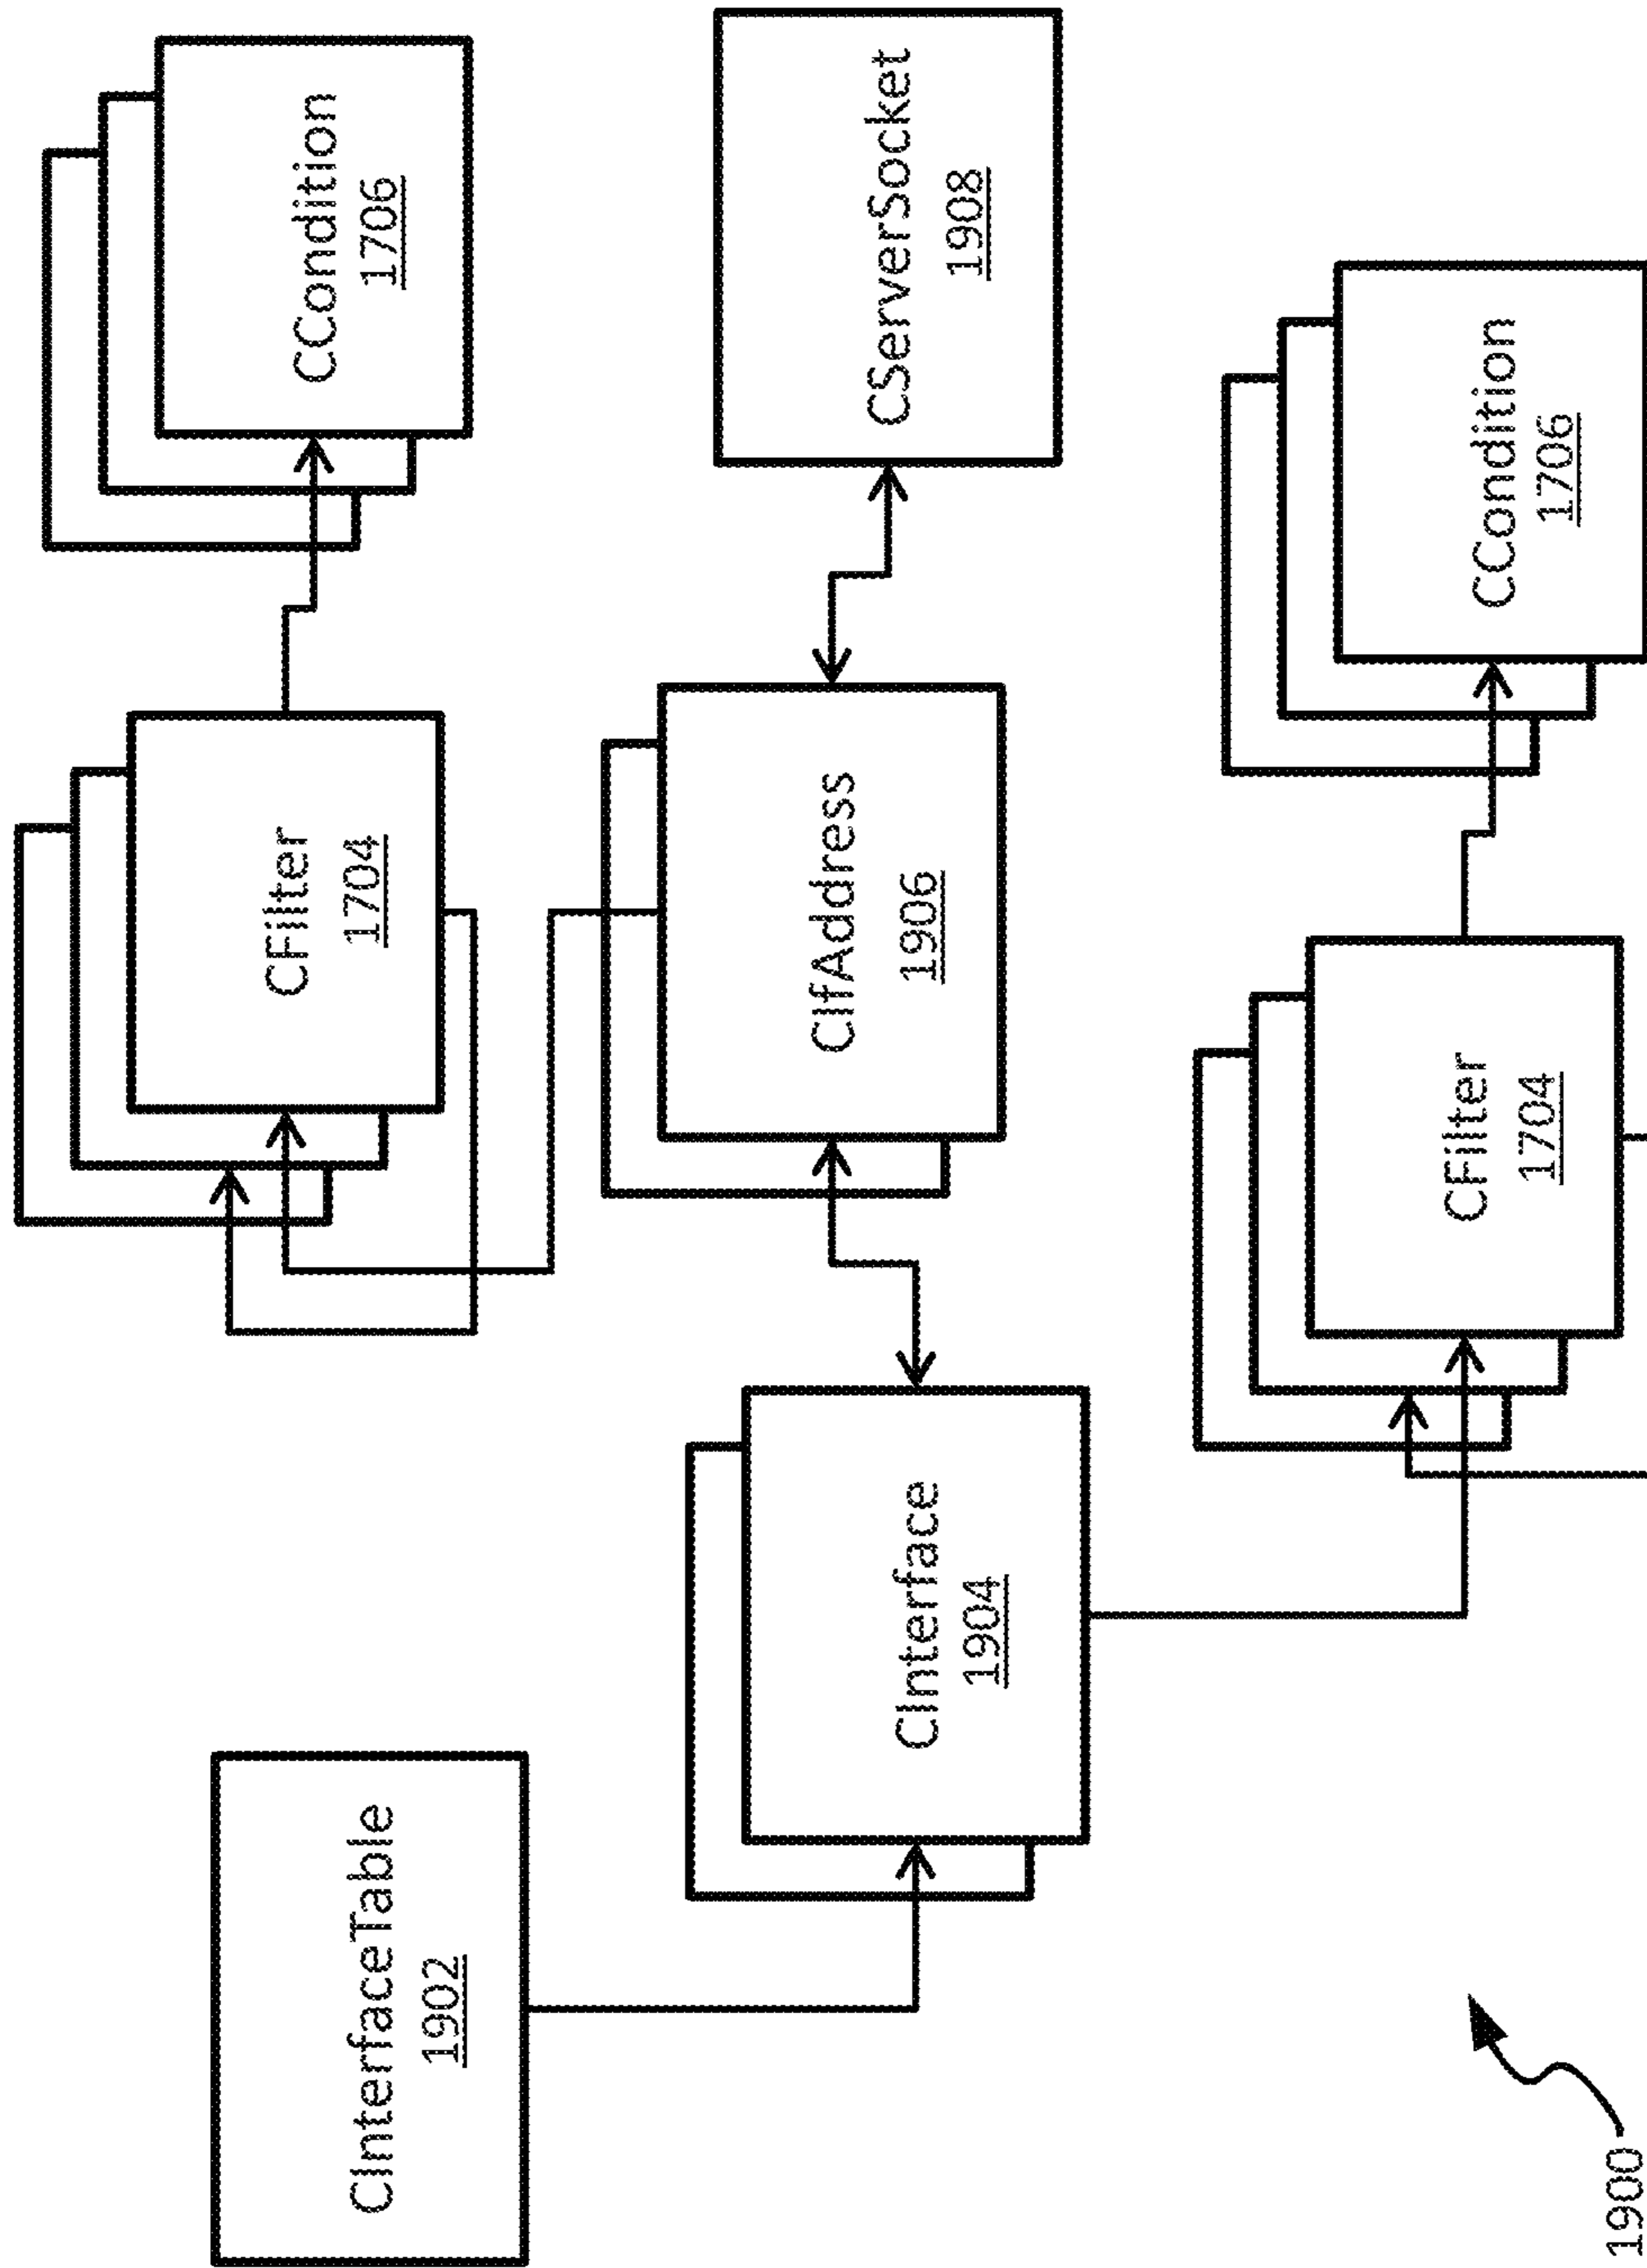 CInterfaceTable
1902
CFilter
1704
CCondition
1706
CInterface
1904
CIfAddress
1906
CServerSocket
1908
CFilter
1704
CCondition
1706
1900